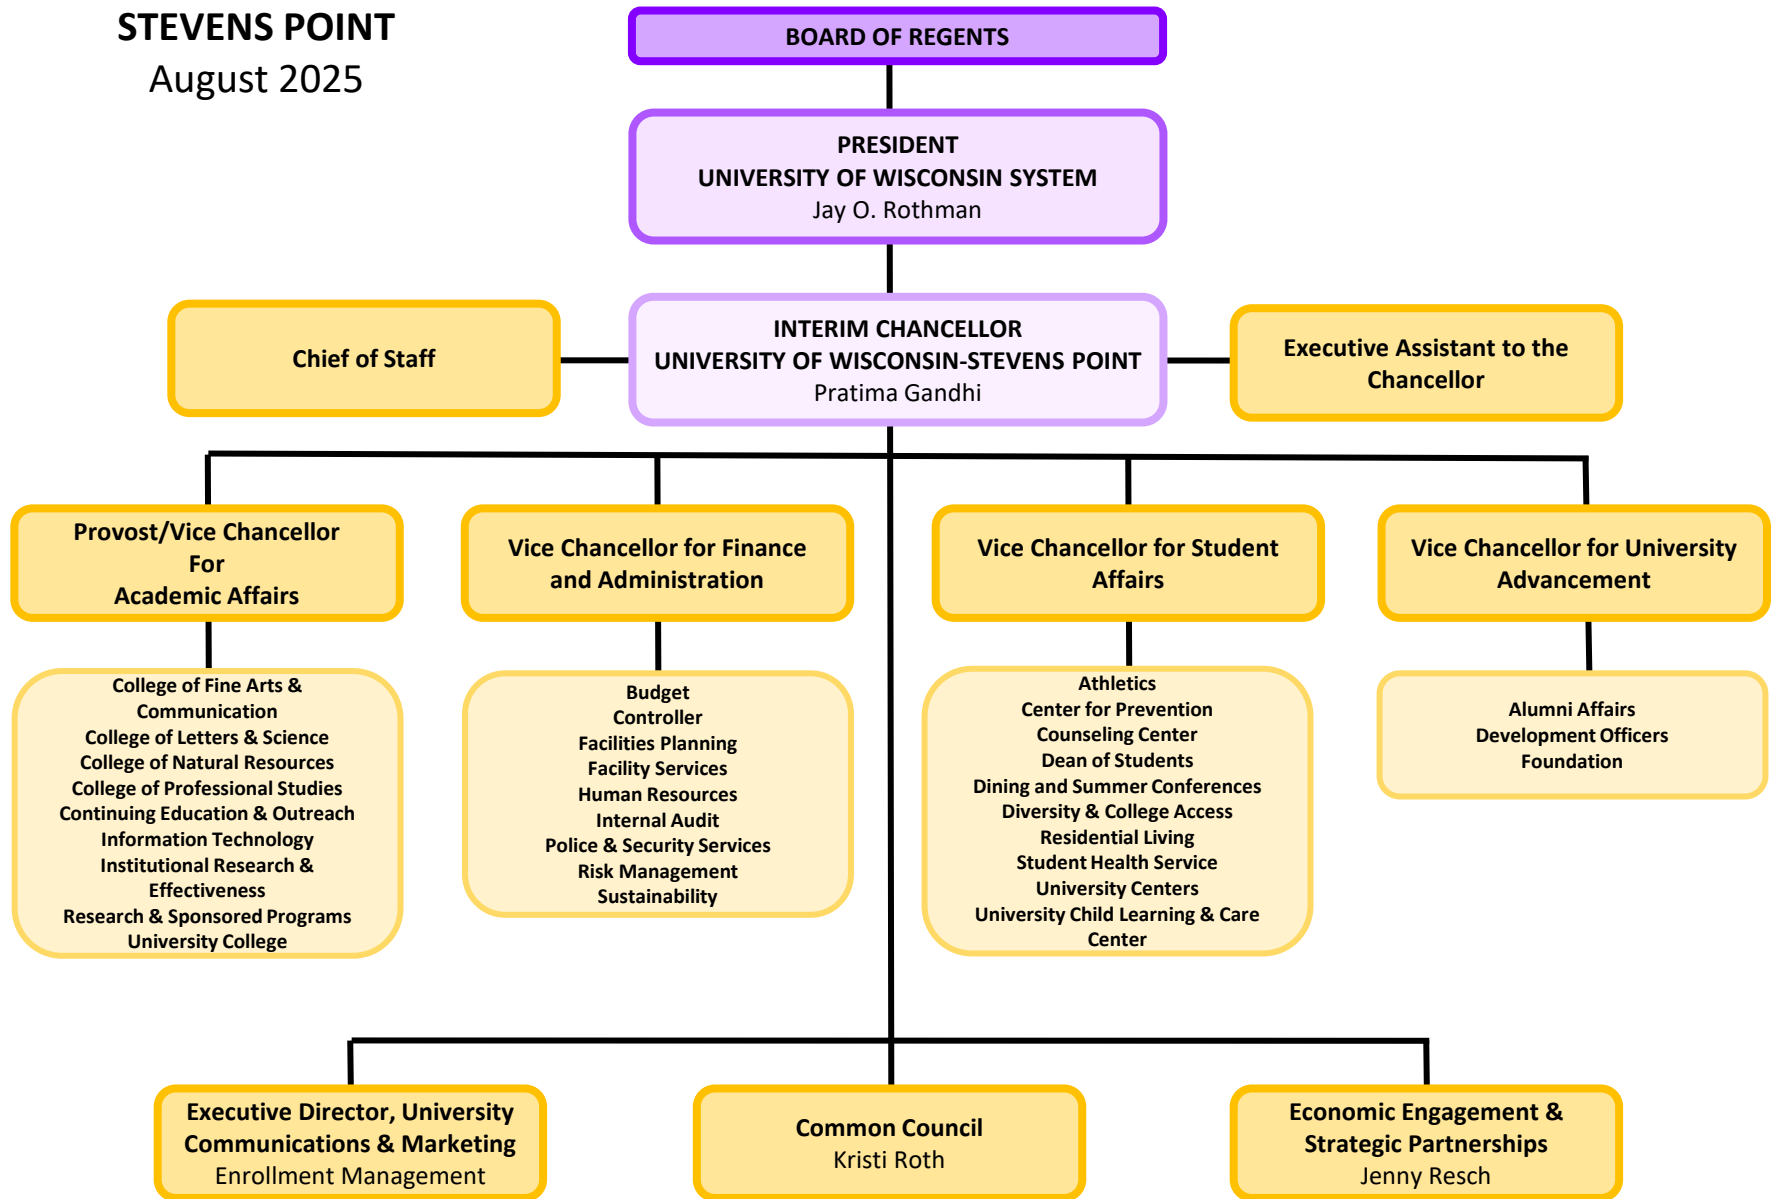 STEVENS POINT
August 2025
BOARD OF REGENTS
PRESIDENT
UNIVERSITY OF WISCONSIN SYSTEM
Jay O. Rothman
Chief of Staff
INTERIM CHANCELLOR
UNIVERSITY OF WISCONSIN-STEVENS POINT
Pratima Gandhi
Executive Assistant to the
Chancellor
Provost/Vice Chancellor
For
Academic Affairs
Vice Chancellor for Finance
and Administration
Vice Chancellor for Student
Affairs
Vice Chancellor for University
Advancement
College of Fine Arts &
Communication
College of Letters & Science
College of Natural Resources
College of Professional Studies
Continuing Education & Outreach
Information Technology
Institutional Research &
Effectiveness
Research & Sponsored Programs
University College
Budget
Controller
Facilities Planning
Facility Services
Human Resources
Internal Audit
Police & Security Services
Risk Management
Sustainability
Athletics
Center for Prevention
Counseling Center
Dean of Students
Dining and Summer Conferences
Diversity & College Access
Residential Living
Student Health Service
University Centers
University Child Learning & Care
Center
Alumni Affairs
Development Officers
Foundation
Executive Director, University
Communications & Marketing
Enrollment Management
Common Council
Kristi Roth
Economic Engagement &
Strategic Partnerships
Jenny Resch